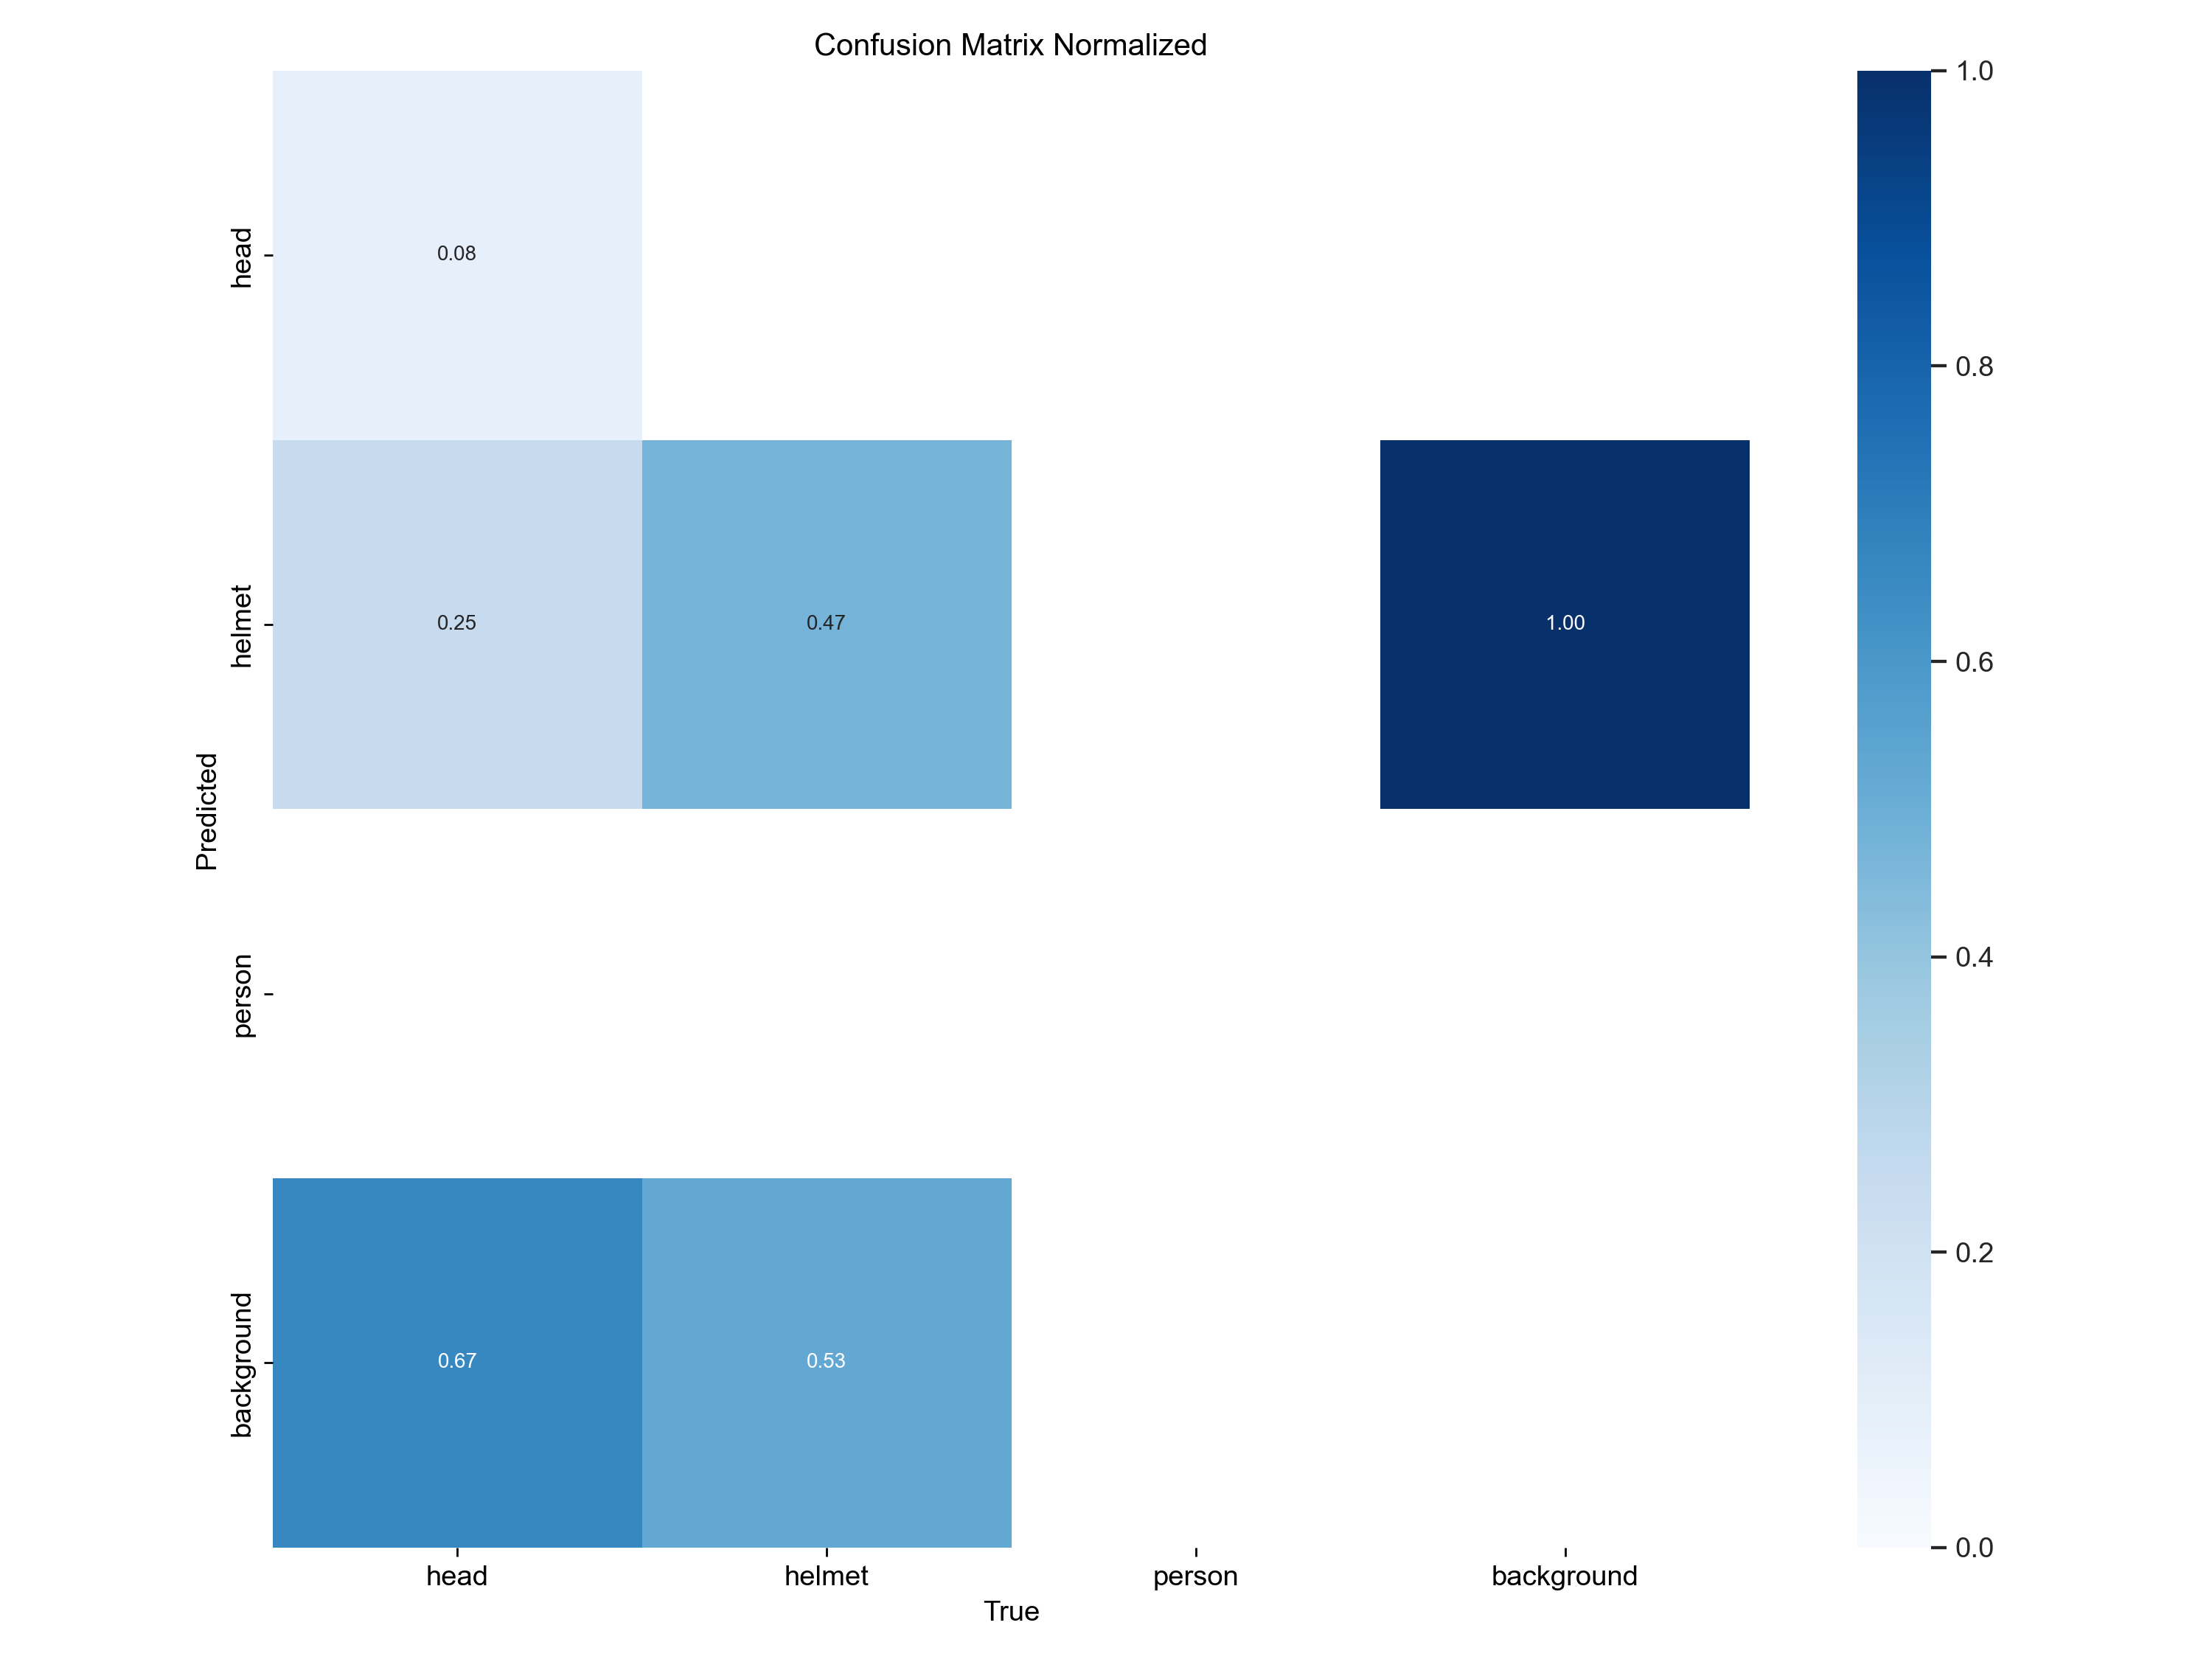 Confusion Matrix Normalized
1.0
head
0.08
0.8
helmet
0.25
0.47
1.00
0.6
Predicted
person
0.4
background
0.67
0.53
0.2
0.0
head
helmet
person
background
True